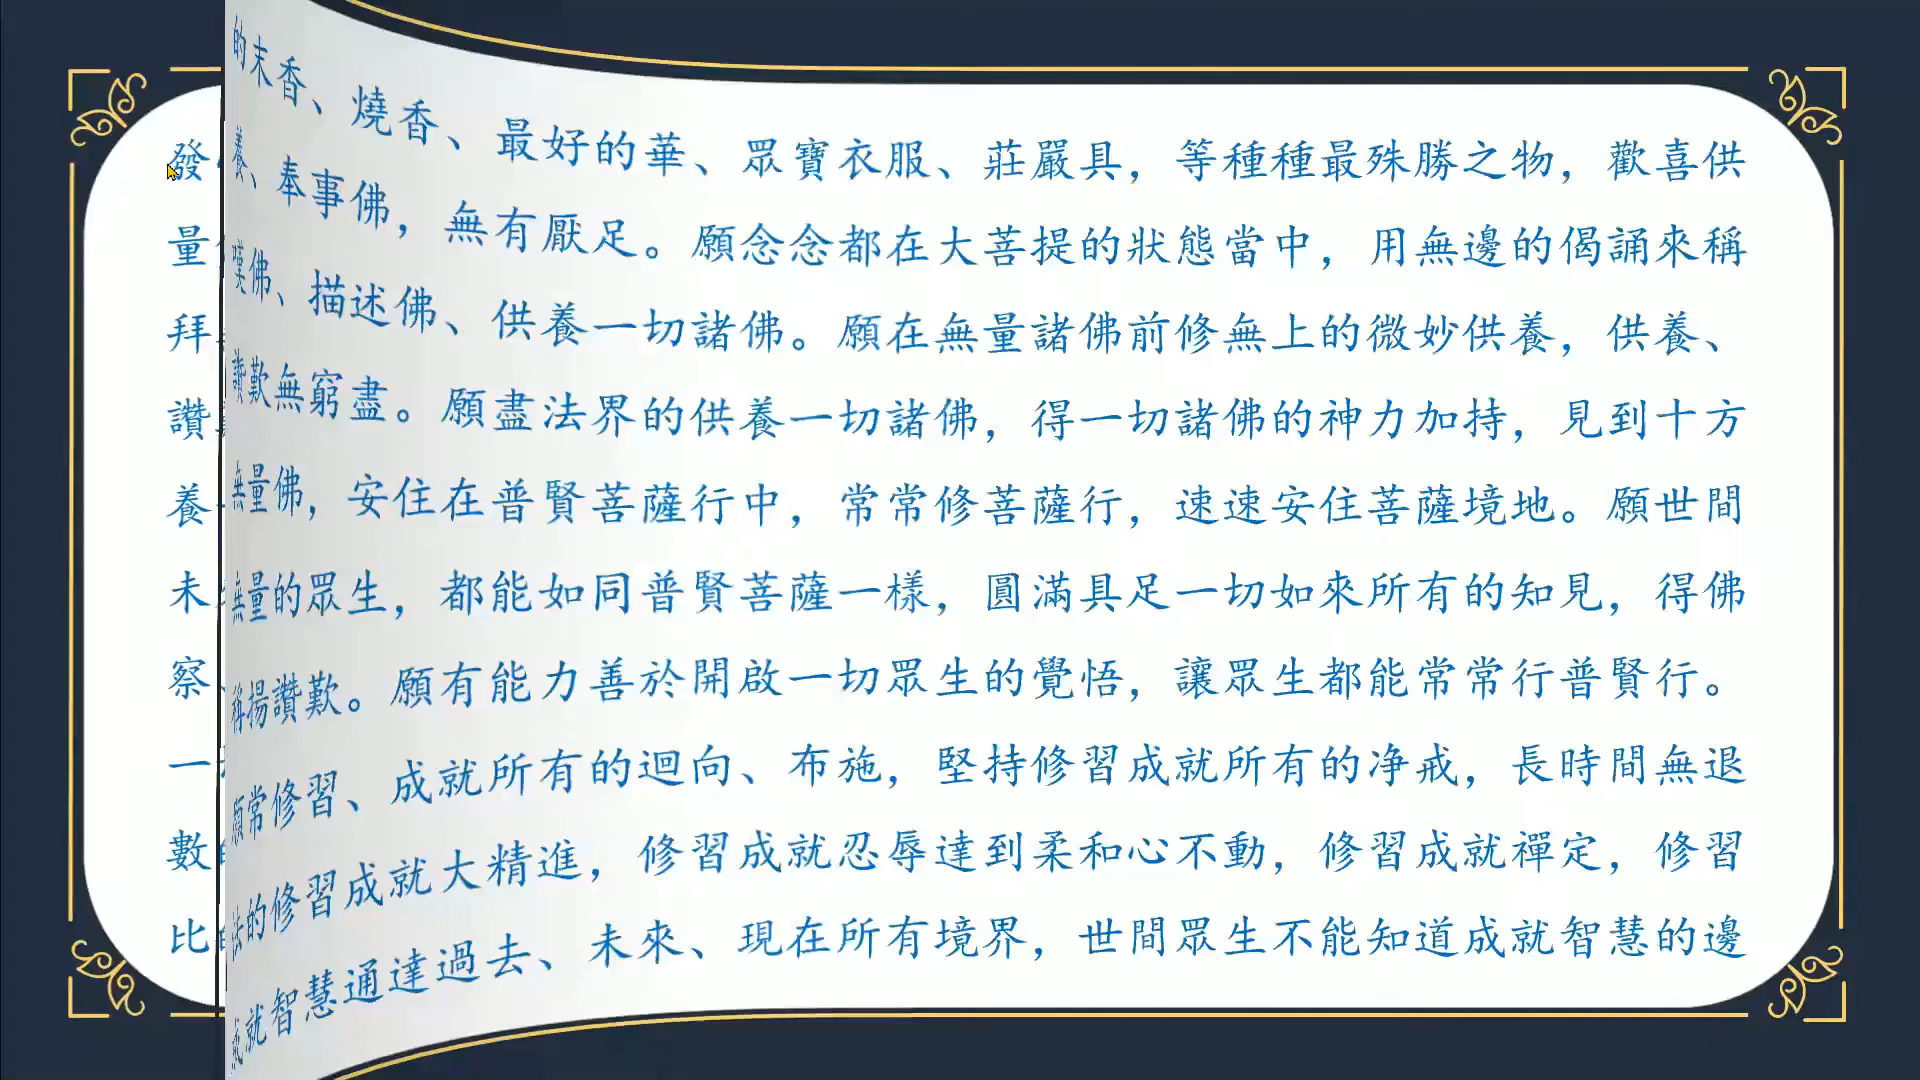 的末香、燒香、最好的華、眾寶衣服、莊嚴具，等種種最殊勝之物，歡喜供
養、奉事佛，無有厭足。願念念都在大菩提的狀態當中，用無邊的偈誦來稱
嘆佛、描述佛、供養一切諸佛。願在無量諸佛前修無上的微妙供養，供養、
讚歎無窮盡。願盡法界的供養一切諸佛，得一切諸佛的神力加持，見到十方
無量佛，安住在普賢菩薩行中，常常修菩薩行，速速安住菩薩境地。願世間
無量的眾生，都能如同普賢菩薩一樣，圓滿具足一切如來所有的知見，得佛
稱揚讚歎。願有能力善於開啟一切眾生的覺悟，讓眾生都能常常行普賢行。
願常修習、成就所有的迴向、布施，堅持修習成就所有的净戒，長時間無退
法的修習成就大精進，修習成就忍辱達到柔和心不動，修習成就禪定，修習
成就智慧通達過去、未來、現在所有境界，世間眾生不能知道成就智慧的邊
發
量
拜
讚
養
未
察
一
數
比